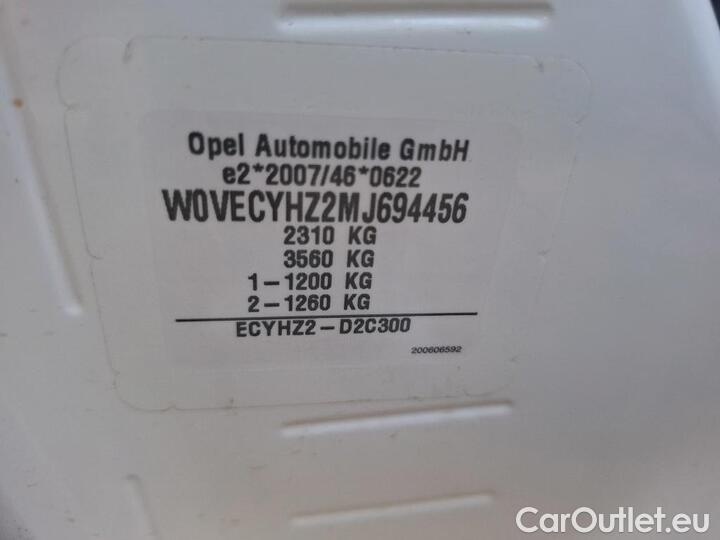 Opel Automobile GmbH
e2*2007/46*0622
W0VECYHZ2MJ694456
2310 KG
3560 KG
1-1200 KG
2-1260 KG
ECYHZ2-D2C300
200606592
CarOutlet.eu